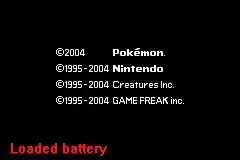 ©2004 Pokémon.
©1995-2004 Nintendo
©1995-2004 Creatures Inc.
©1995-2004 GAME FREAK inc.
Loaded battery